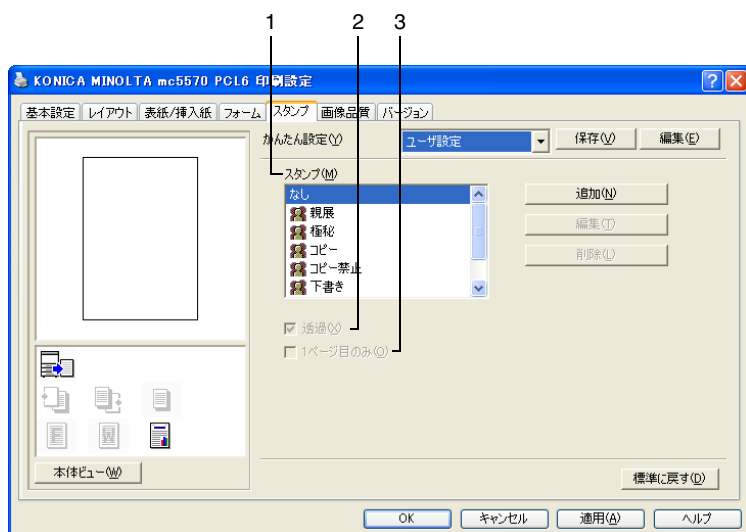 1 2 3
KONICA MINOLTA mc5570 PCL6 印刷設定
基本設定 レイアウト 表紙/挿入紙 フォーム スタンプ 画像品質 バージョン
かんたん設定(Y) ユーザ設定 保存(V) 編集(E)
スタンプ(M)
なし
親展
極秘
コピー
コピー禁止
下書き
追加(N)
編集(T)
削除(L)
透過(X)
1ページ目のみ(O)
本体ビュー(W)
標準に戻す(D)
OK キャンセル 適用(A) ヘルプ